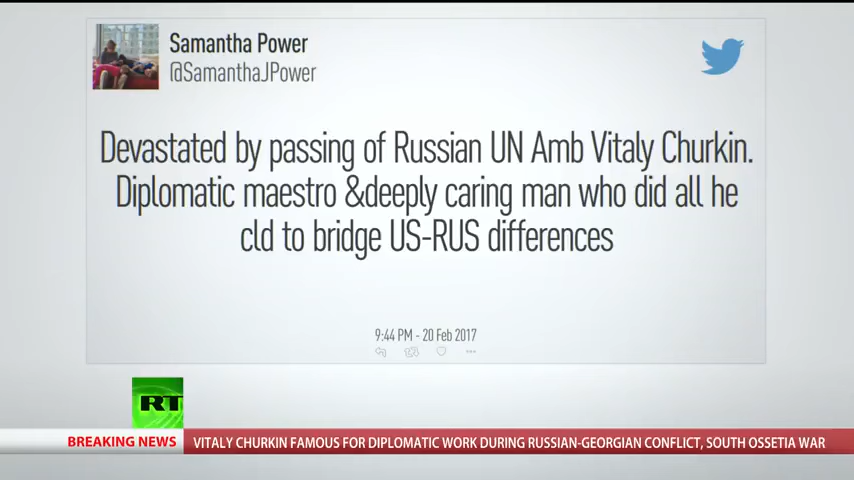 Samantha Power
@SamanthaJPower
Devastated by passing of Russian UN Amb Vitaly Churkin.
Diplomatic maestro &deeply caring man who did all he
cld to bridge US-RUS differences
9:44 PM - 20 Feb 2017
RT
BREAKING NEWS VITALY CHURKIN FAMOUS FOR DIPLOMATIC WORK DURING RUSSIAN-GEORGIAN CONFLICT, SOUTH OSSETIA WAR